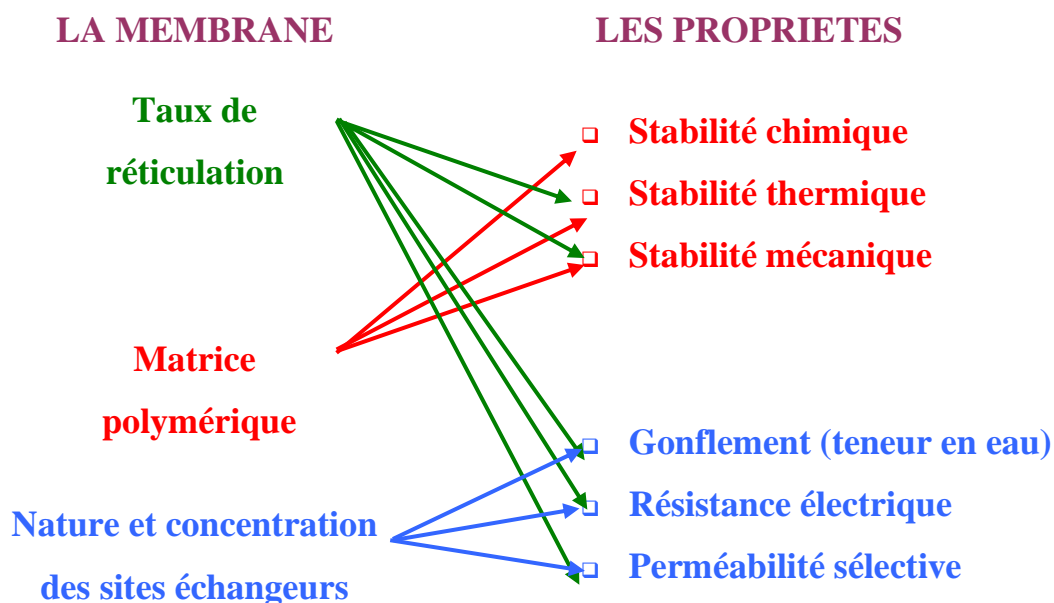 LA MEMBRANE
LES PROPRIETES
Taux de
réticulation
Matrice
polymérique
Nature et concentration
des sites échangeurs
Stabilité chimique
Stabilité thermique
Stabilité mécanique
Gonflement (teneur en eau)
Résistance électrique
Perméabilité sélective